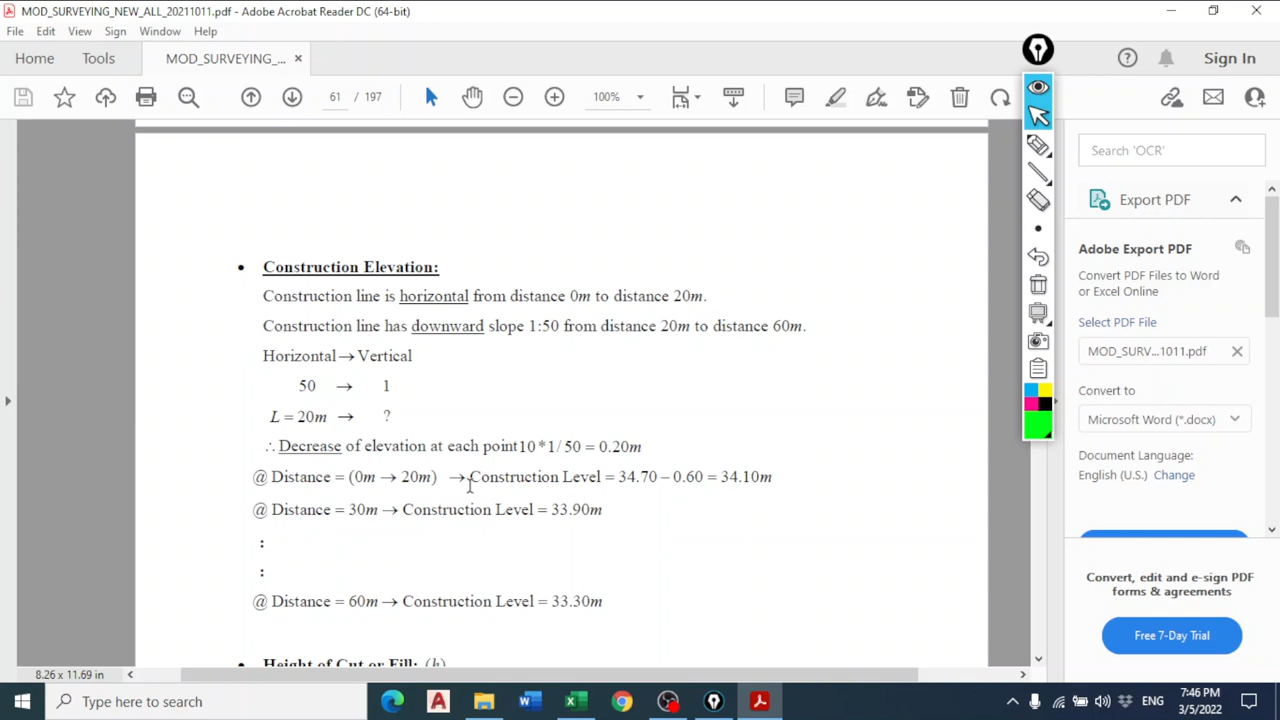 MOD_SURVEYING_NEW_ALL_20211011.pdf - Adobe Acrobat Reader DC (64-bit)
File Edit View Sign Window Help
Home Tools MOD_SURVEYING_... ×
61 / 197 100%
Sign In
Search 'OCR'
Export PDF
Adobe Export PDF
Convert PDF Files to Word
or Excel Online
Select PDF File
MOD_SURV...1011.pdf
Convert to
Microsoft Word (*.docx)
Document Language:
English (U.S.) Change
Convert, edit and e-sign PDF
forms & agreements
Free 7-Day Trial
• Construction Elevation:
Construction line is horizontal from distance 0m to distance 20m.
Construction line has downward slope 1:50 from distance 20m to distance 60m.
Horizontal → Vertical
50 → 1
L = 20m → ?
∴ Decrease of elevation at each point 10 * 1 / 50 = 0.20m
@ Distance = (0m → 20m) → Construction Level = 34.70 – 0.60 = 34.10m
@ Distance = 30m → Construction Level = 33.90m
:
:
@ Distance = 60m → Construction Level = 33.30m
• Height of Cut or Fill: (h)
8.26 x 11.69 in
Type here to search
ENG
7:46 PM
3/5/2022